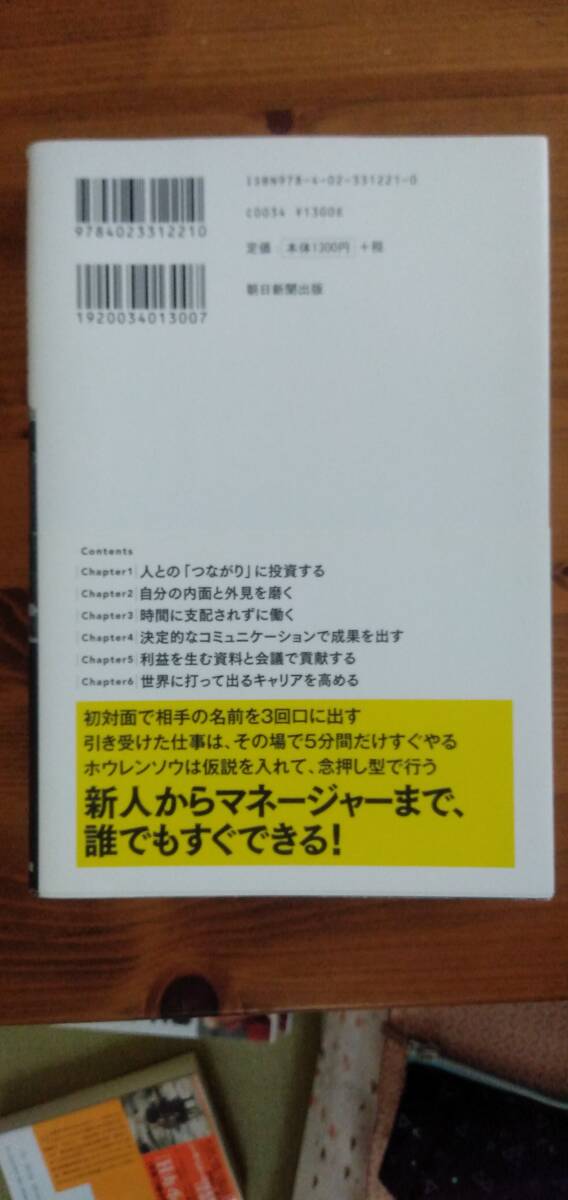 ISBN978-4-02-331221-0
9784023312210
C0034 ¥1300E
定価 本体1300円 +税
1920034013007
朝日新聞出版
Contents
Chapter1 人との「つながり」に投資する
Chapter2 自分の内面と外見を磨く
Chapter3 時間に支配されずに働く
Chapter4 決定的なコミュニケーションで成果を出す
Chapter5 利益を生む資料と会議で貢献する
Chapter6 世界に打って出るキャリアを高める
初対面で相手の名前を3回口に出す
引き受けた仕事は、その場で5分間だけすぐやる
ホウレンソウは仮説を入れて、念押し型で行う
新人からマネージャーまで、
誰でもすぐできる!